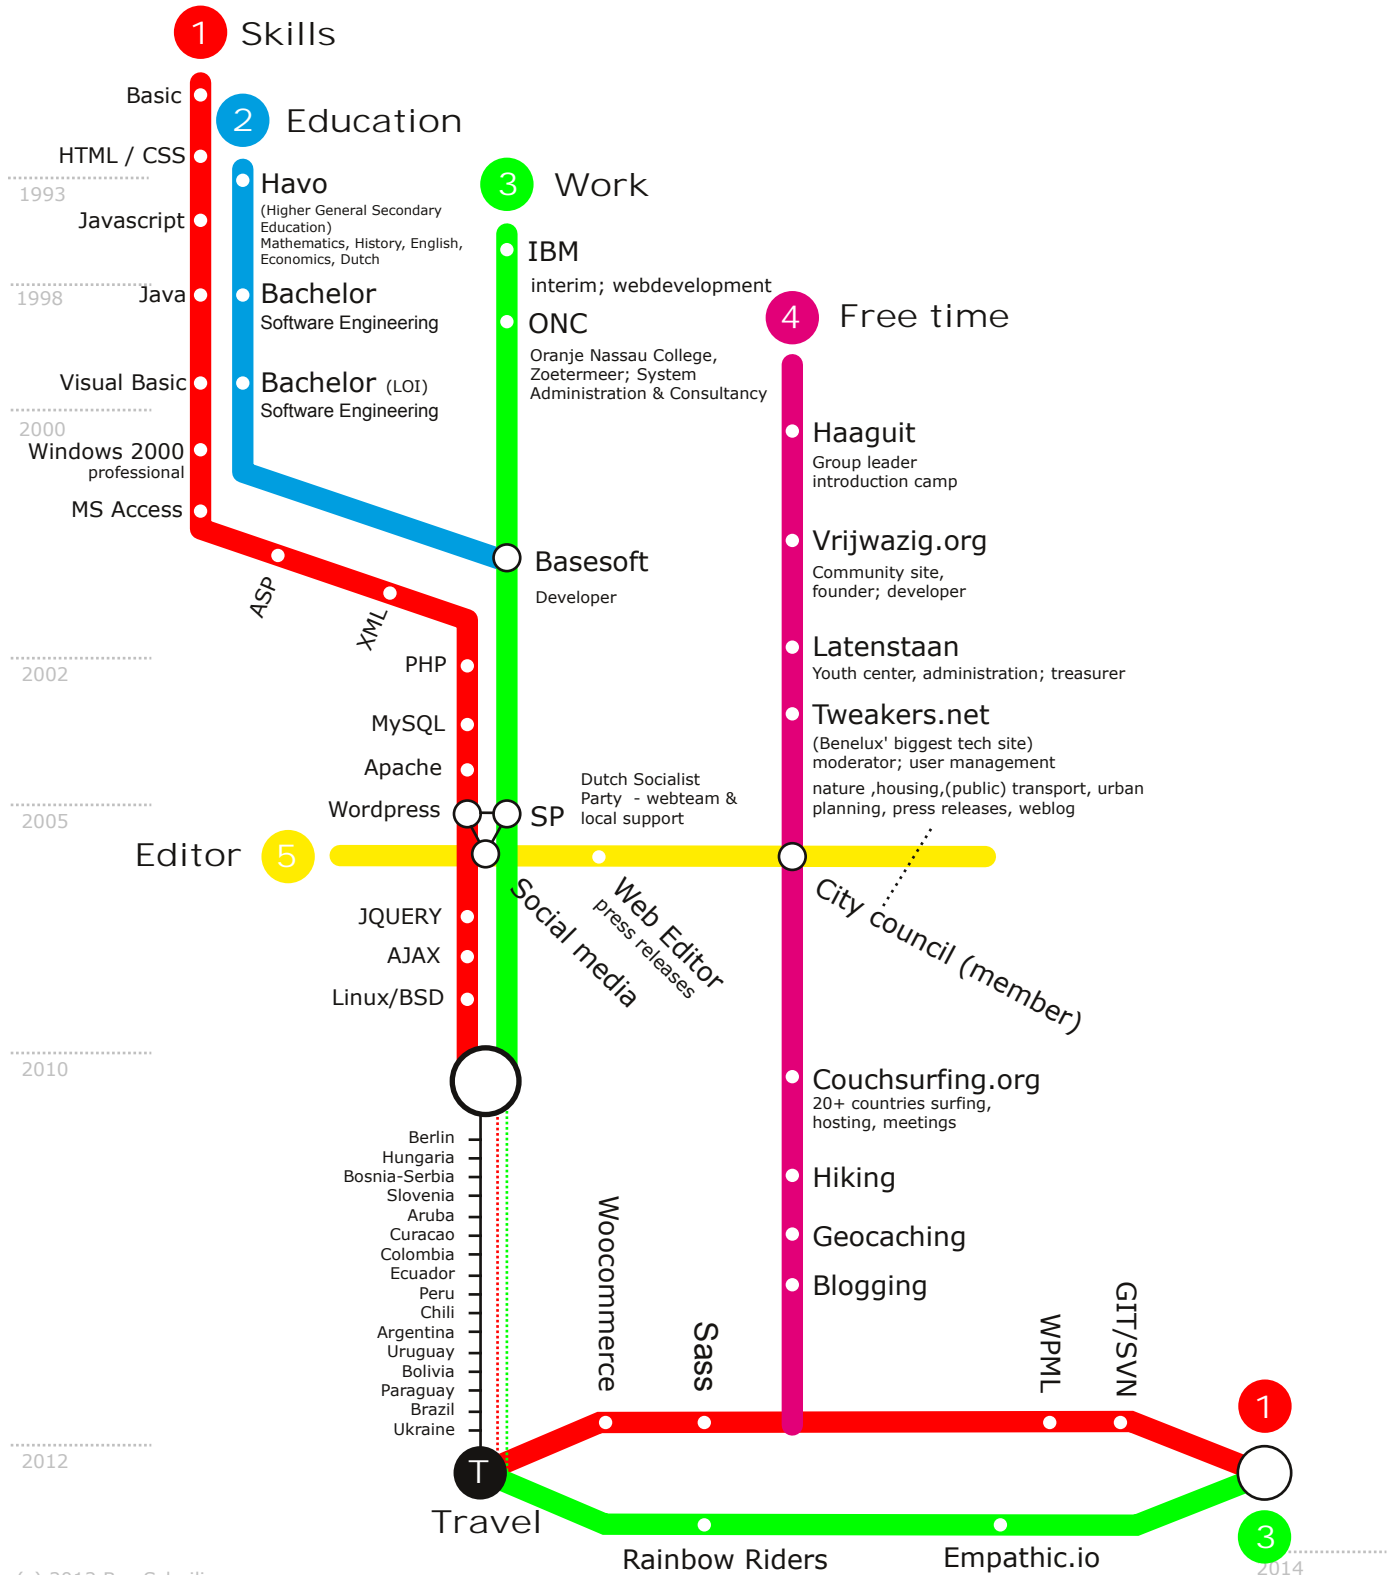 1 Skills
Basic
2 Education
HTML / CSS
1993
Havo
(Higher General Secondary
Education)
Mathematics, History, English,
Economics, Dutch
3 Work
Javascript
IBM
interim; webdevelopment
1998
Java
Bachelor
Software Engineering
ONC
Oranje Nassau College,
Zoetermeer; System
Administration & Consultancy
4 Free time
Visual Basic
Bachelor (LOI)
Software Engineering
2000
Windows 2000
professional
MS Access
Haaguit
Group leader
introduction camp
ASP
XML
Basesoft
Developer
Vrijwazig.org
Community site,
founder; developer
2002
PHP
Latenstaan
Youth center, administration; treasurer
MySQL
Tweakers.net
(Benelux' biggest tech site)
moderator; user management
Apache
nature ,housing,(public) transport, urban
planning, press releases, weblog
2005
Wordpress
SP
Dutch Socialist
Party - webteam &
local support
Editor 5
Social media
Web Editor
press releases
City council (member)
JQUERY
AJAX
Linux/BSD
2010
Couchsurfing.org
20+ countries surfing,
hosting, meetings
Hiking
Geocaching
Blogging
Berlin
Hungaria
Bosnia-Serbia
Slovenia
Aruba
Curacao
Colombia
Ecuador
Peru
Chili
Argentina
Uruguay
Bolivia
Paraguay
Brazil
Ukraine
Woocommerce
Sass
WPML
GIT/SVN
1
2012
T
Travel
Rainbow Riders
Empathic.io
3
2014